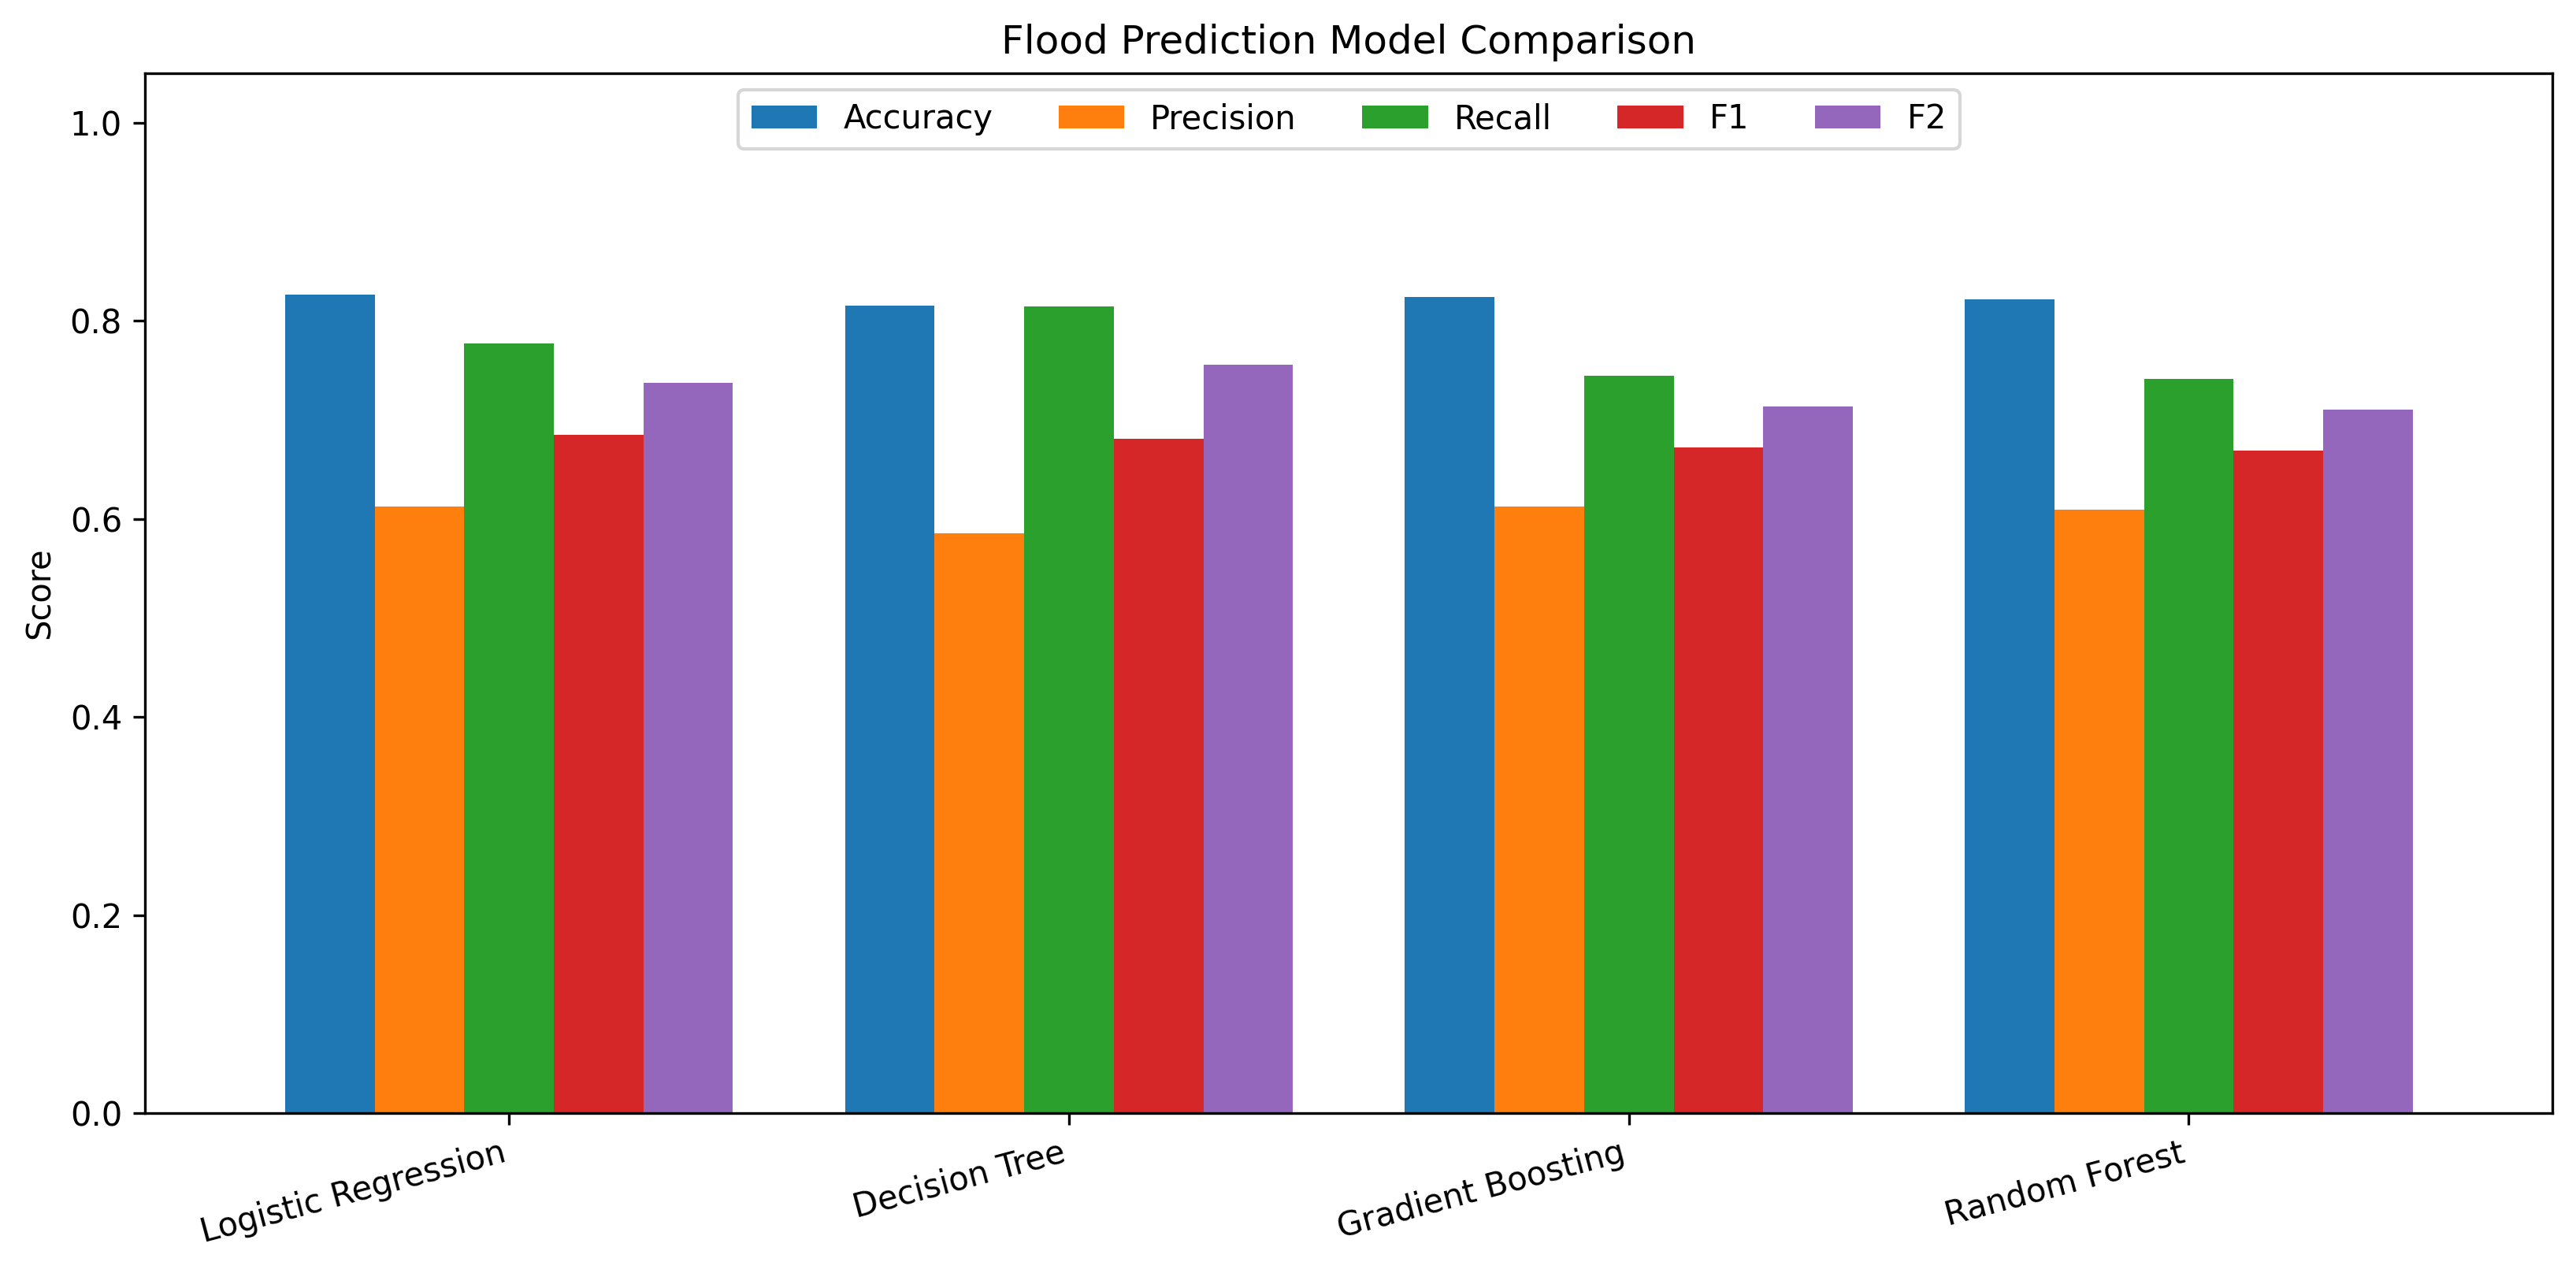 Flood Prediction Model Comparison
Accuracy Precision Recall F1 F2
1.0
0.8
0.6
0.4
0.2
0.0
Score
Logistic Regression
Decision Tree
Gradient Boosting
Random Forest